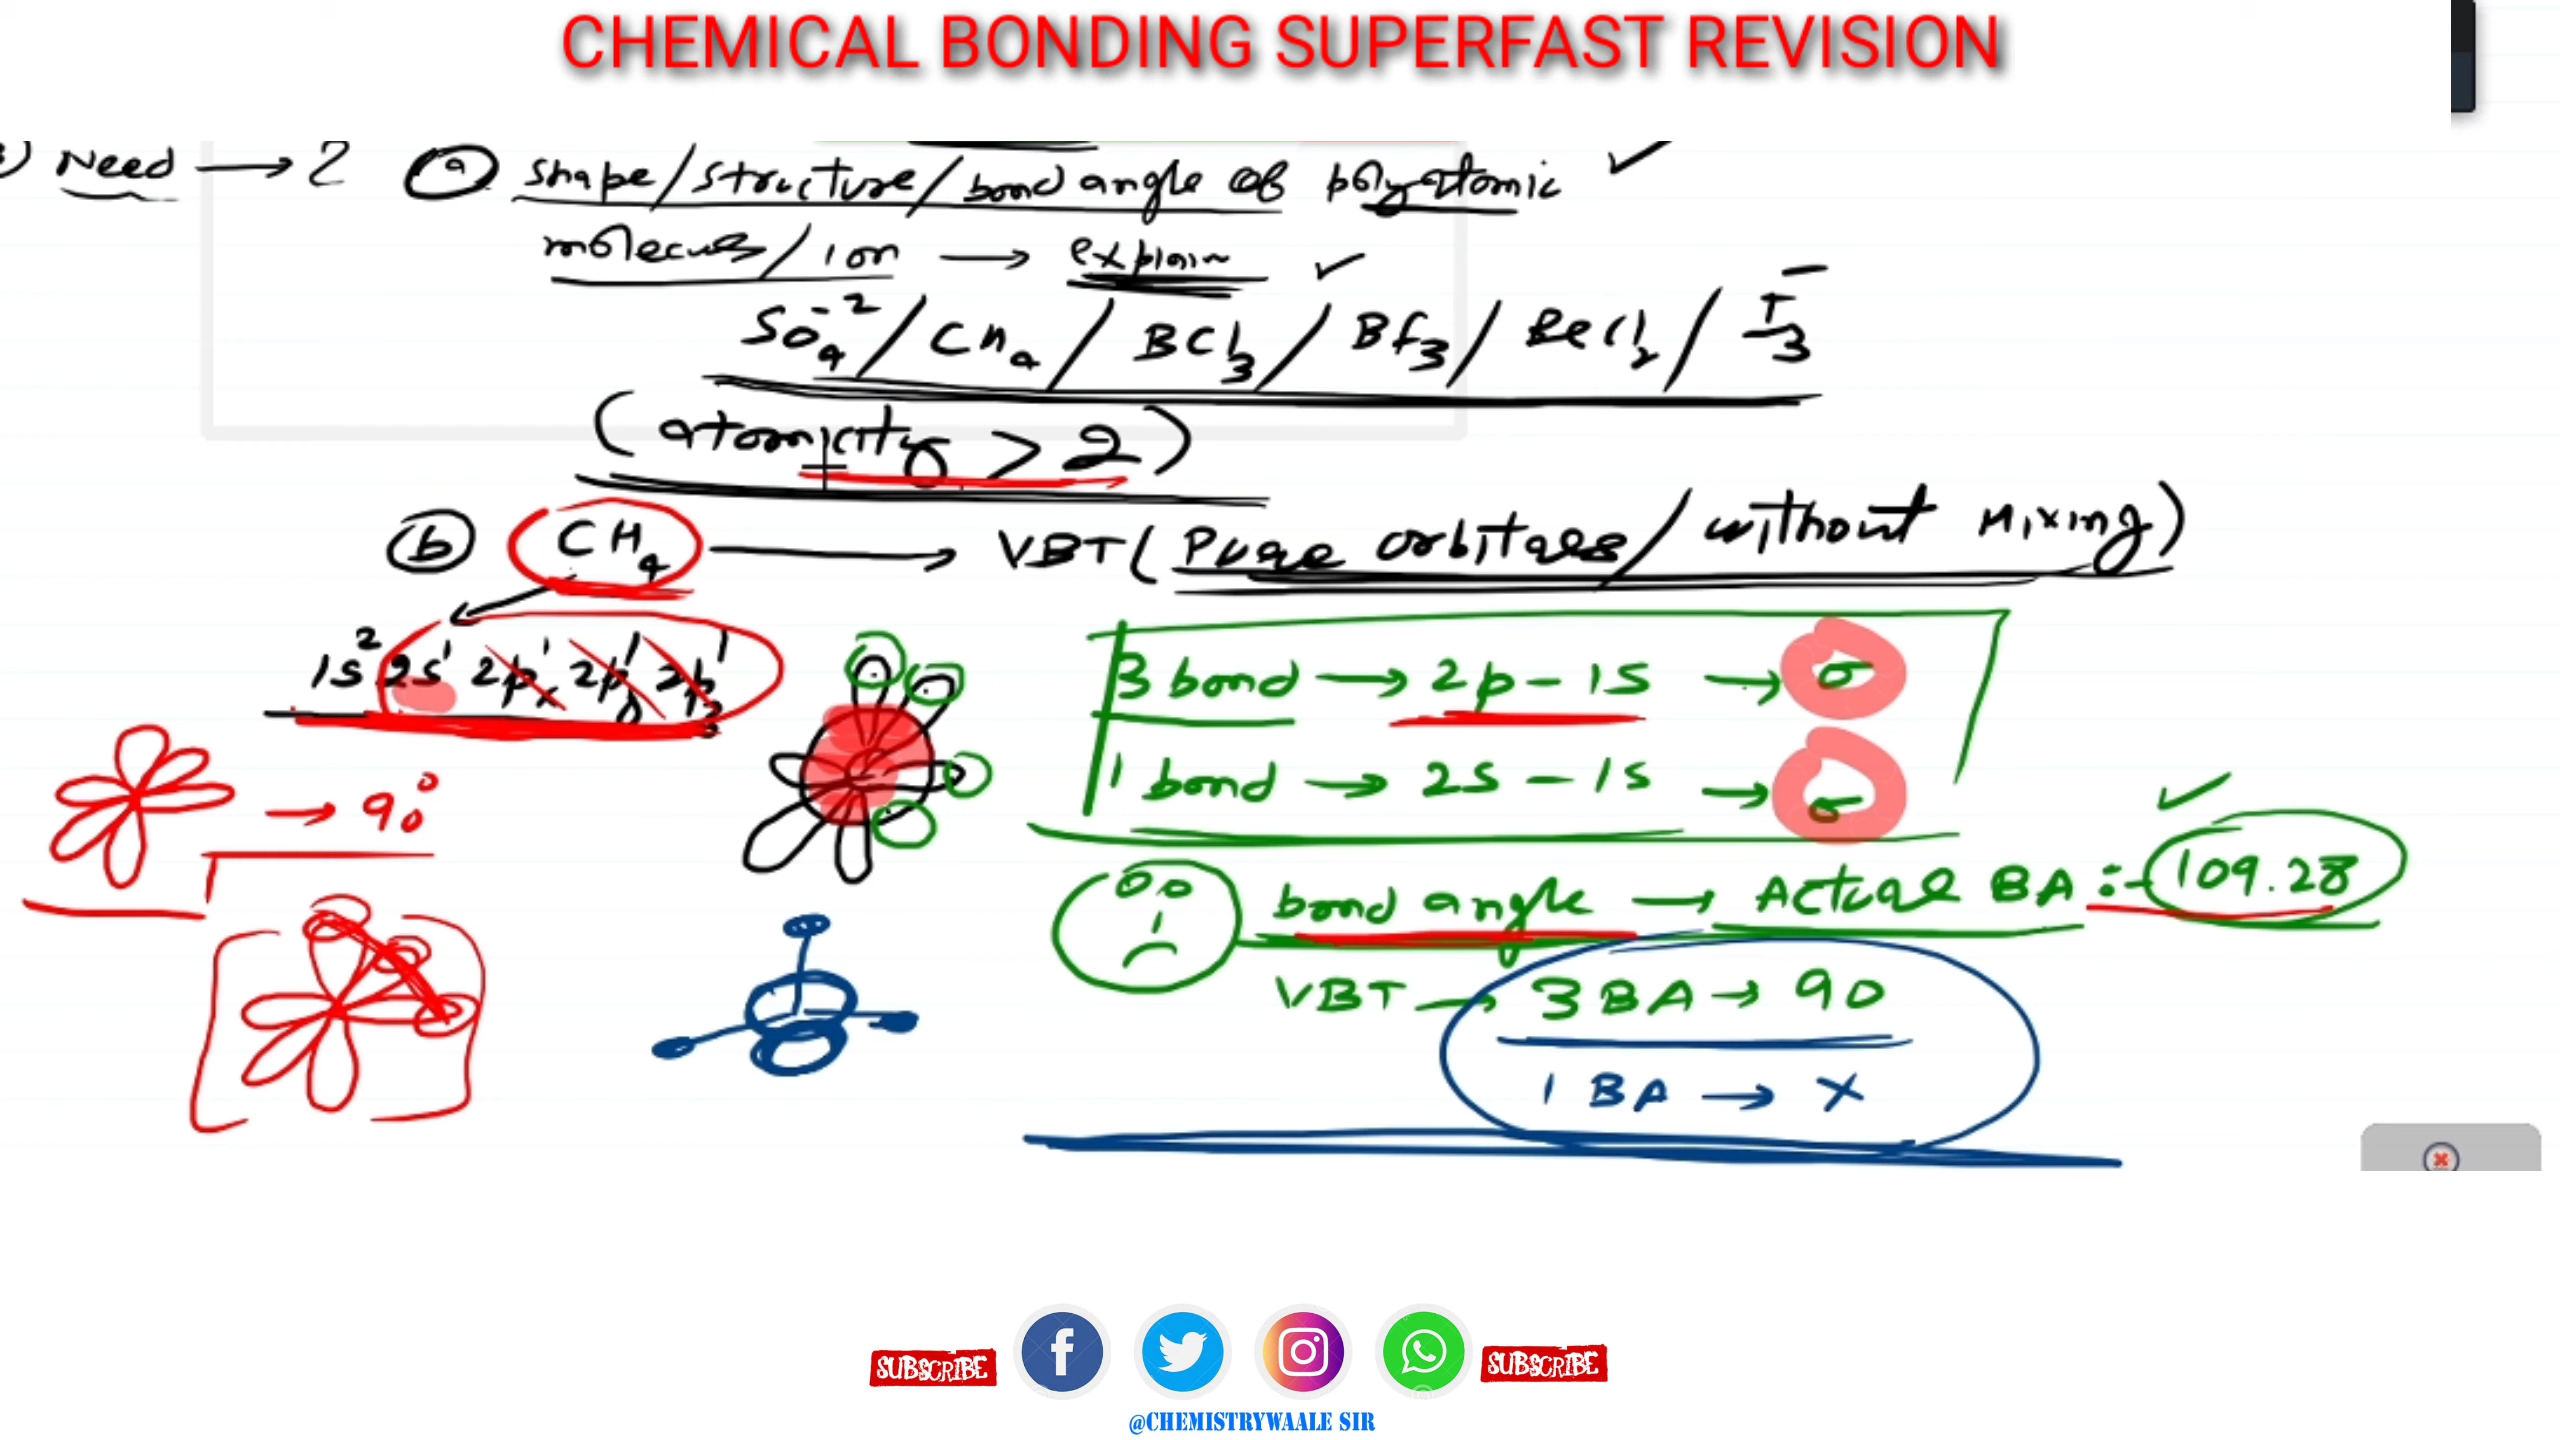 CHEMICAL BONDING SUPERFAST REVISION
) Need → 2 (a) shape/structure/bond angle of polyatomic ✓
molecules/ion → explain ✓
SO4^-2 / CH4 / BCl3 / BF3 / BeCl2 / I3^-
(atomicity > 2)
(b) CH4 → VBT (Pure orbitals/without Mixing)
1s² 2s¹ 2px¹ 2py¹ 2pz¹
3 bond → 2p - 1s → σ
1 bond → 2s - 1s → σ
→ 90°
bond angle → Actual BA :- 109.28 ✓
VBT → 3 BA → 90
1 BA → X
SUBSCRIBE
SUBSCRIBE
@CHEMISTRYWAALE SIR